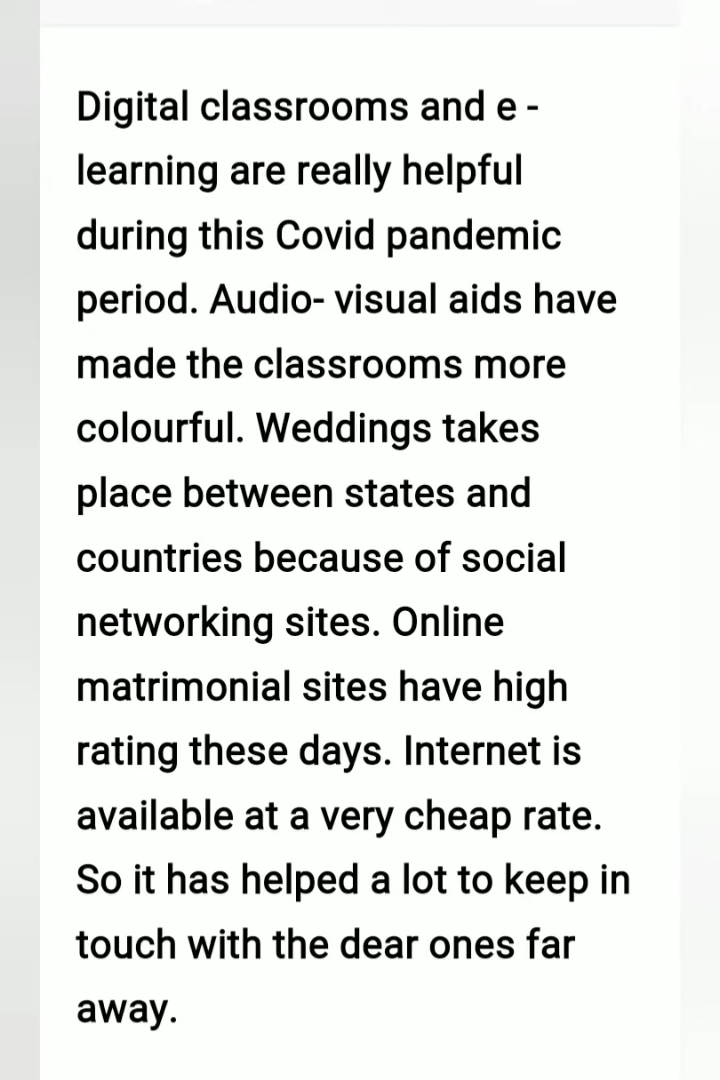 Digital classrooms and e -
learning are really helpful
during this Covid pandemic
period. Audio- visual aids have
made the classrooms more
colourful. Weddings takes
place between states and
countries because of social
networking sites. Online
matrimonial sites have high
rating these days. Internet is
available at a very cheap rate.
So it has helped a lot to keep in
touch with the dear ones far
away.